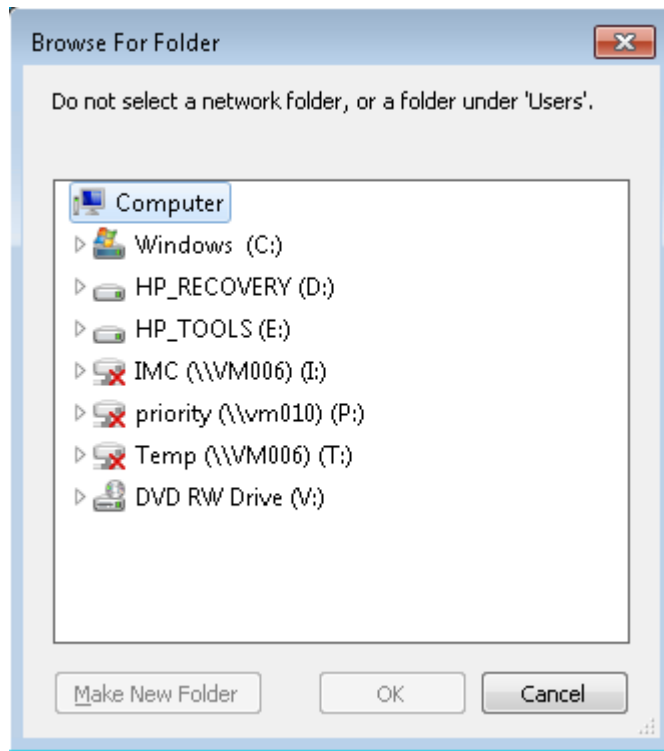 Browse For Folder
Do not select a network folder, or a folder under 'Users'.
Computer
Windows (C:)
HP_RECOVERY (D:)
HP_TOOLS (E:)
IMC (\\VM006) (I:)
priority (\\vm010) (P:)
Temp (\\VM006) (T:)
DVD RW Drive (V:)
Make New Folder
OK
Cancel